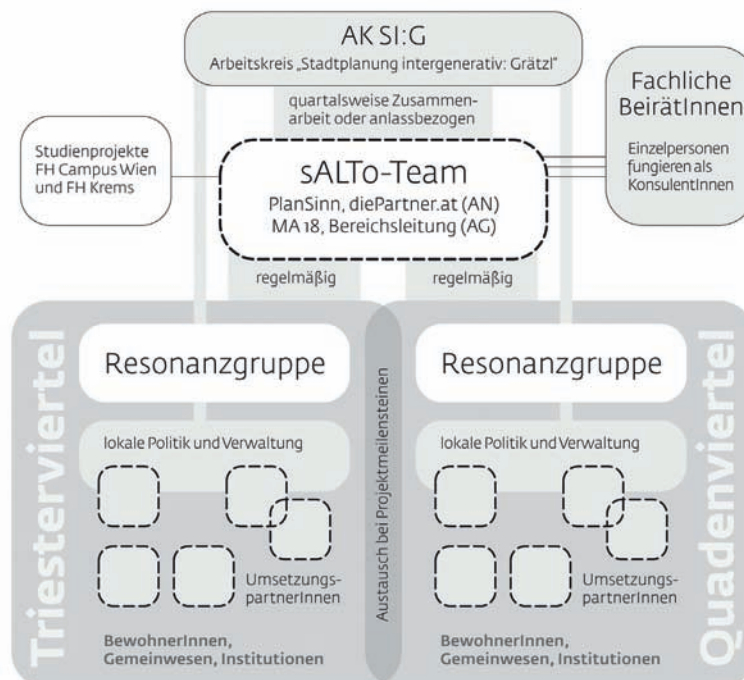 AK SI:G
Arbeitskreis „Stadtplanung intergenerativ: Grätzl“
quartalsweise Zusammen-
arbeit oder anlassbezogen
Fachliche
BeirätInnen
Einzelpersonen
fungieren als
KonsulentInnen
Studienprojekte
FH Campus Wien
und FH Krems
sALTo-Team
PlanSinn, diePartner.at (AN)
MA 18, Bereichsleitung (AG)
regelmäßig
regelmäßig
Triesterviertel
Resonanzgruppe
lokale Politik und Verwaltung
Umsetzungs-
partnerInnen
BewohnerInnen,
Gemeinwesen, Institutionen
Austausch bei Projektmeilensteinen
Resonanzgruppe
lokale Politik und Verwaltung
Umsetzungs-
partnerInnen
BewohnerInnen,
Gemeinwesen, Institutionen
Quadenviertel